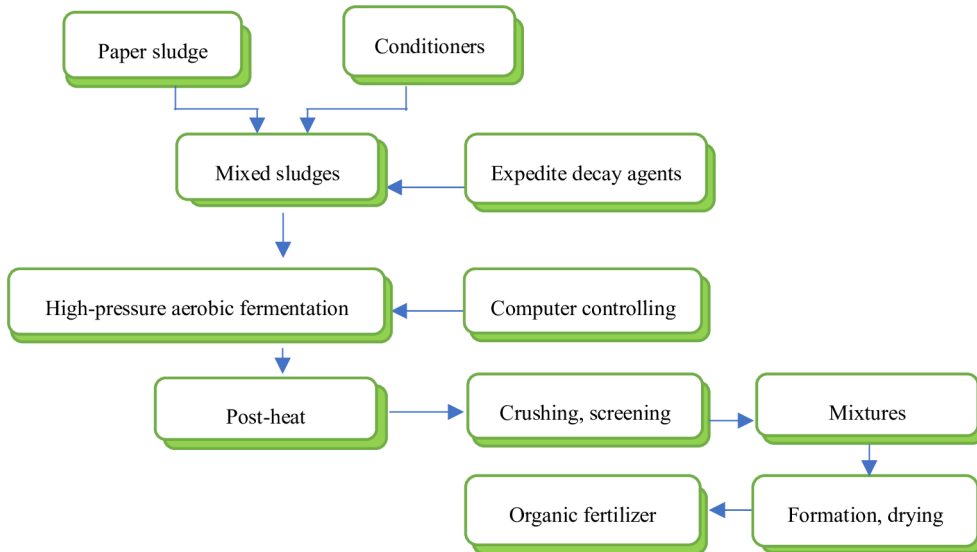 Paper sludge
Conditioners
Mixed sludges
Expedite decay agents
High-pressure aerobic fermentation
Computer controlling
Post-heat
Crushing, screening
Mixtures
Organic fertilizer
Formation, drying